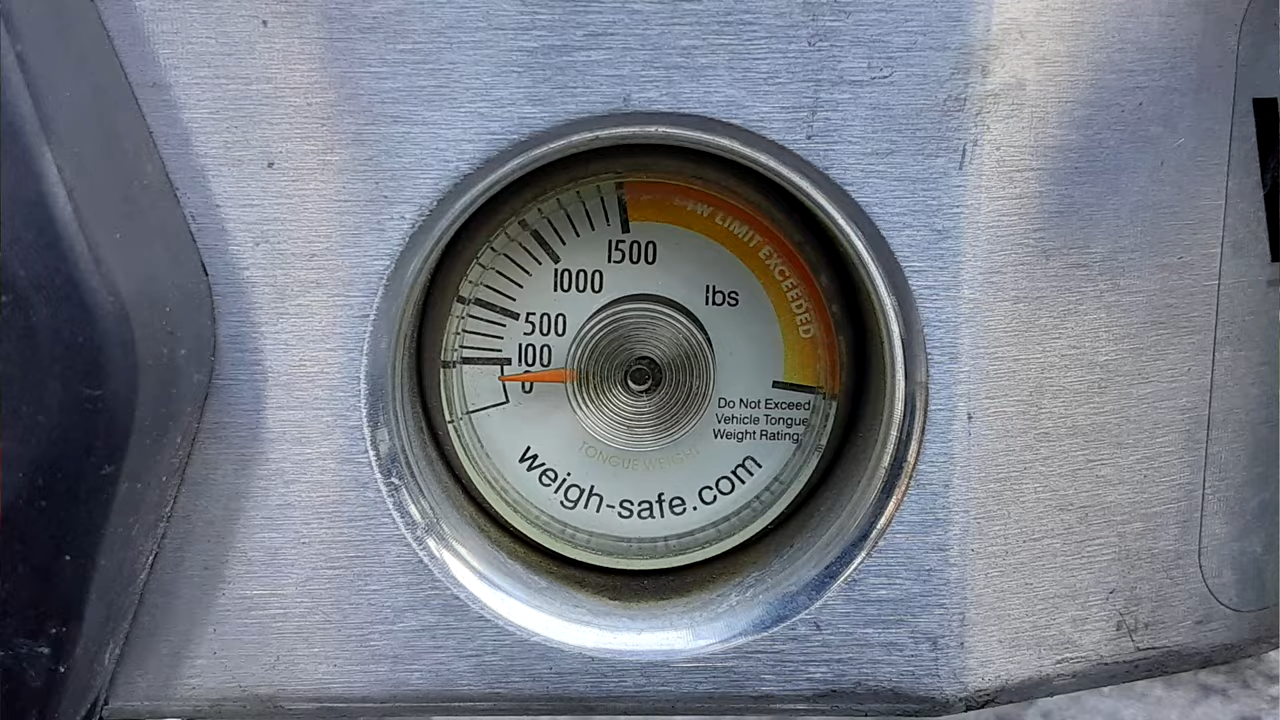 TW LIMIT EXCEEDED
1500
1000
lbs
500
100
0
Do Not Exceed
Vehicle Tongue
Weight Rating
TONGUE WEIGHT
weigh-safe.com